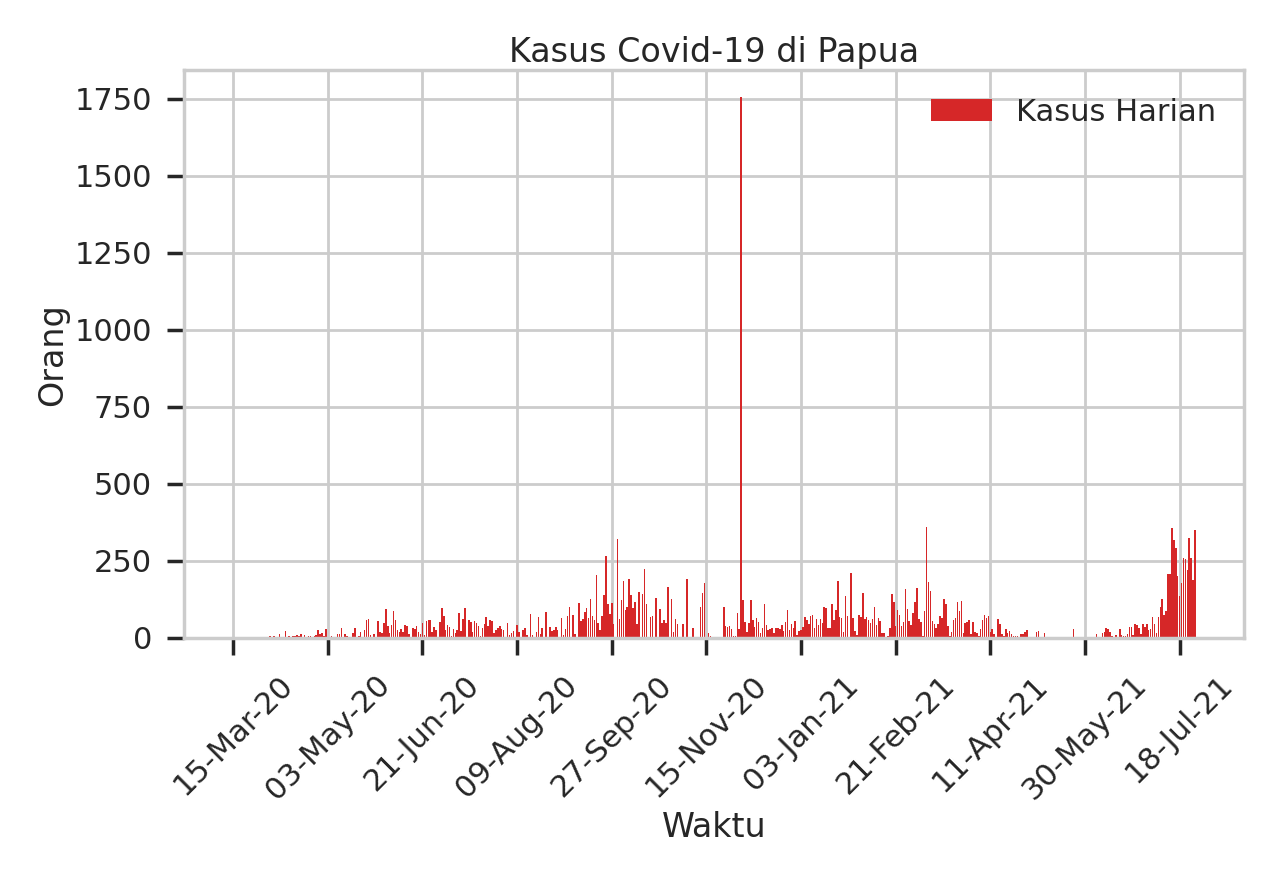 Kasus Covid-19 di Papua
Kasus Harian
1750
1500
1250
1000
750
500
250
0
Orang
15-Mar-20
03-May-20
21-Jun-20
09-Aug-20
27-Sep-20
15-Nov-20
03-Jan-21
21-Feb-21
11-Apr-21
30-May-21
18-Jul-21
Waktu